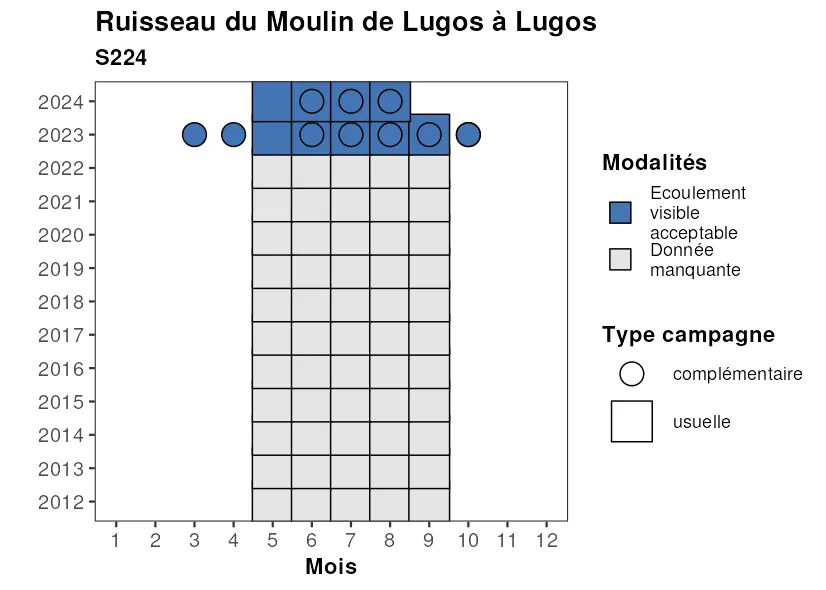 Ruisseau du Moulin de Lugos à Lugos
S224
2024
2023
2022
2021
2020
2019
2018
2017
2016
2015
2014
2013
2012
1 2 3 4 5 6 7 8 9 10 11 12
Mois
Modalités
Ecoulement
visible
acceptable
Donnée
manquante
Type campagne
complémentaire
usuelle